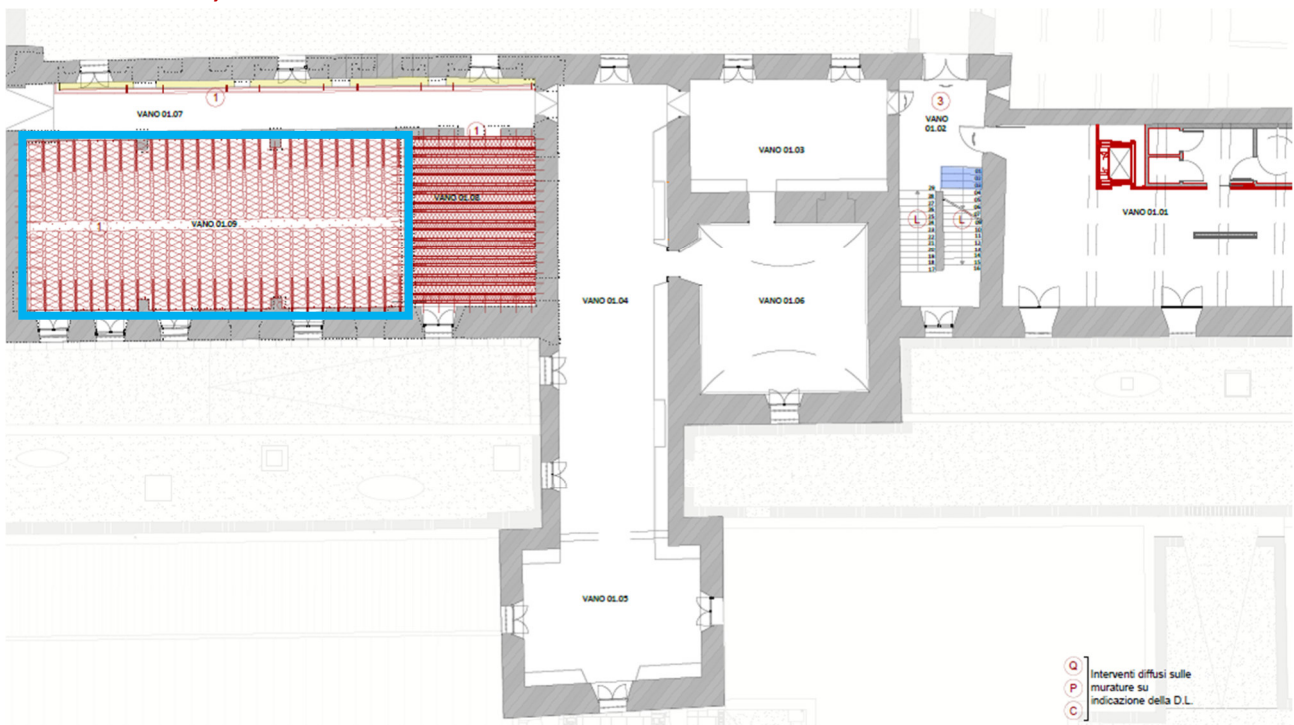 1
3
VANO 01.07
VANO
01.02
1
VANO 01.03
VANO 01.08
VANO 01.01
VANO 01.09
1
L
L
VANO 01.04
VANO 01.06
VANO 01.05
Q
P
C
Interventi diffusi sulle
murature su
indicazione della D.L.